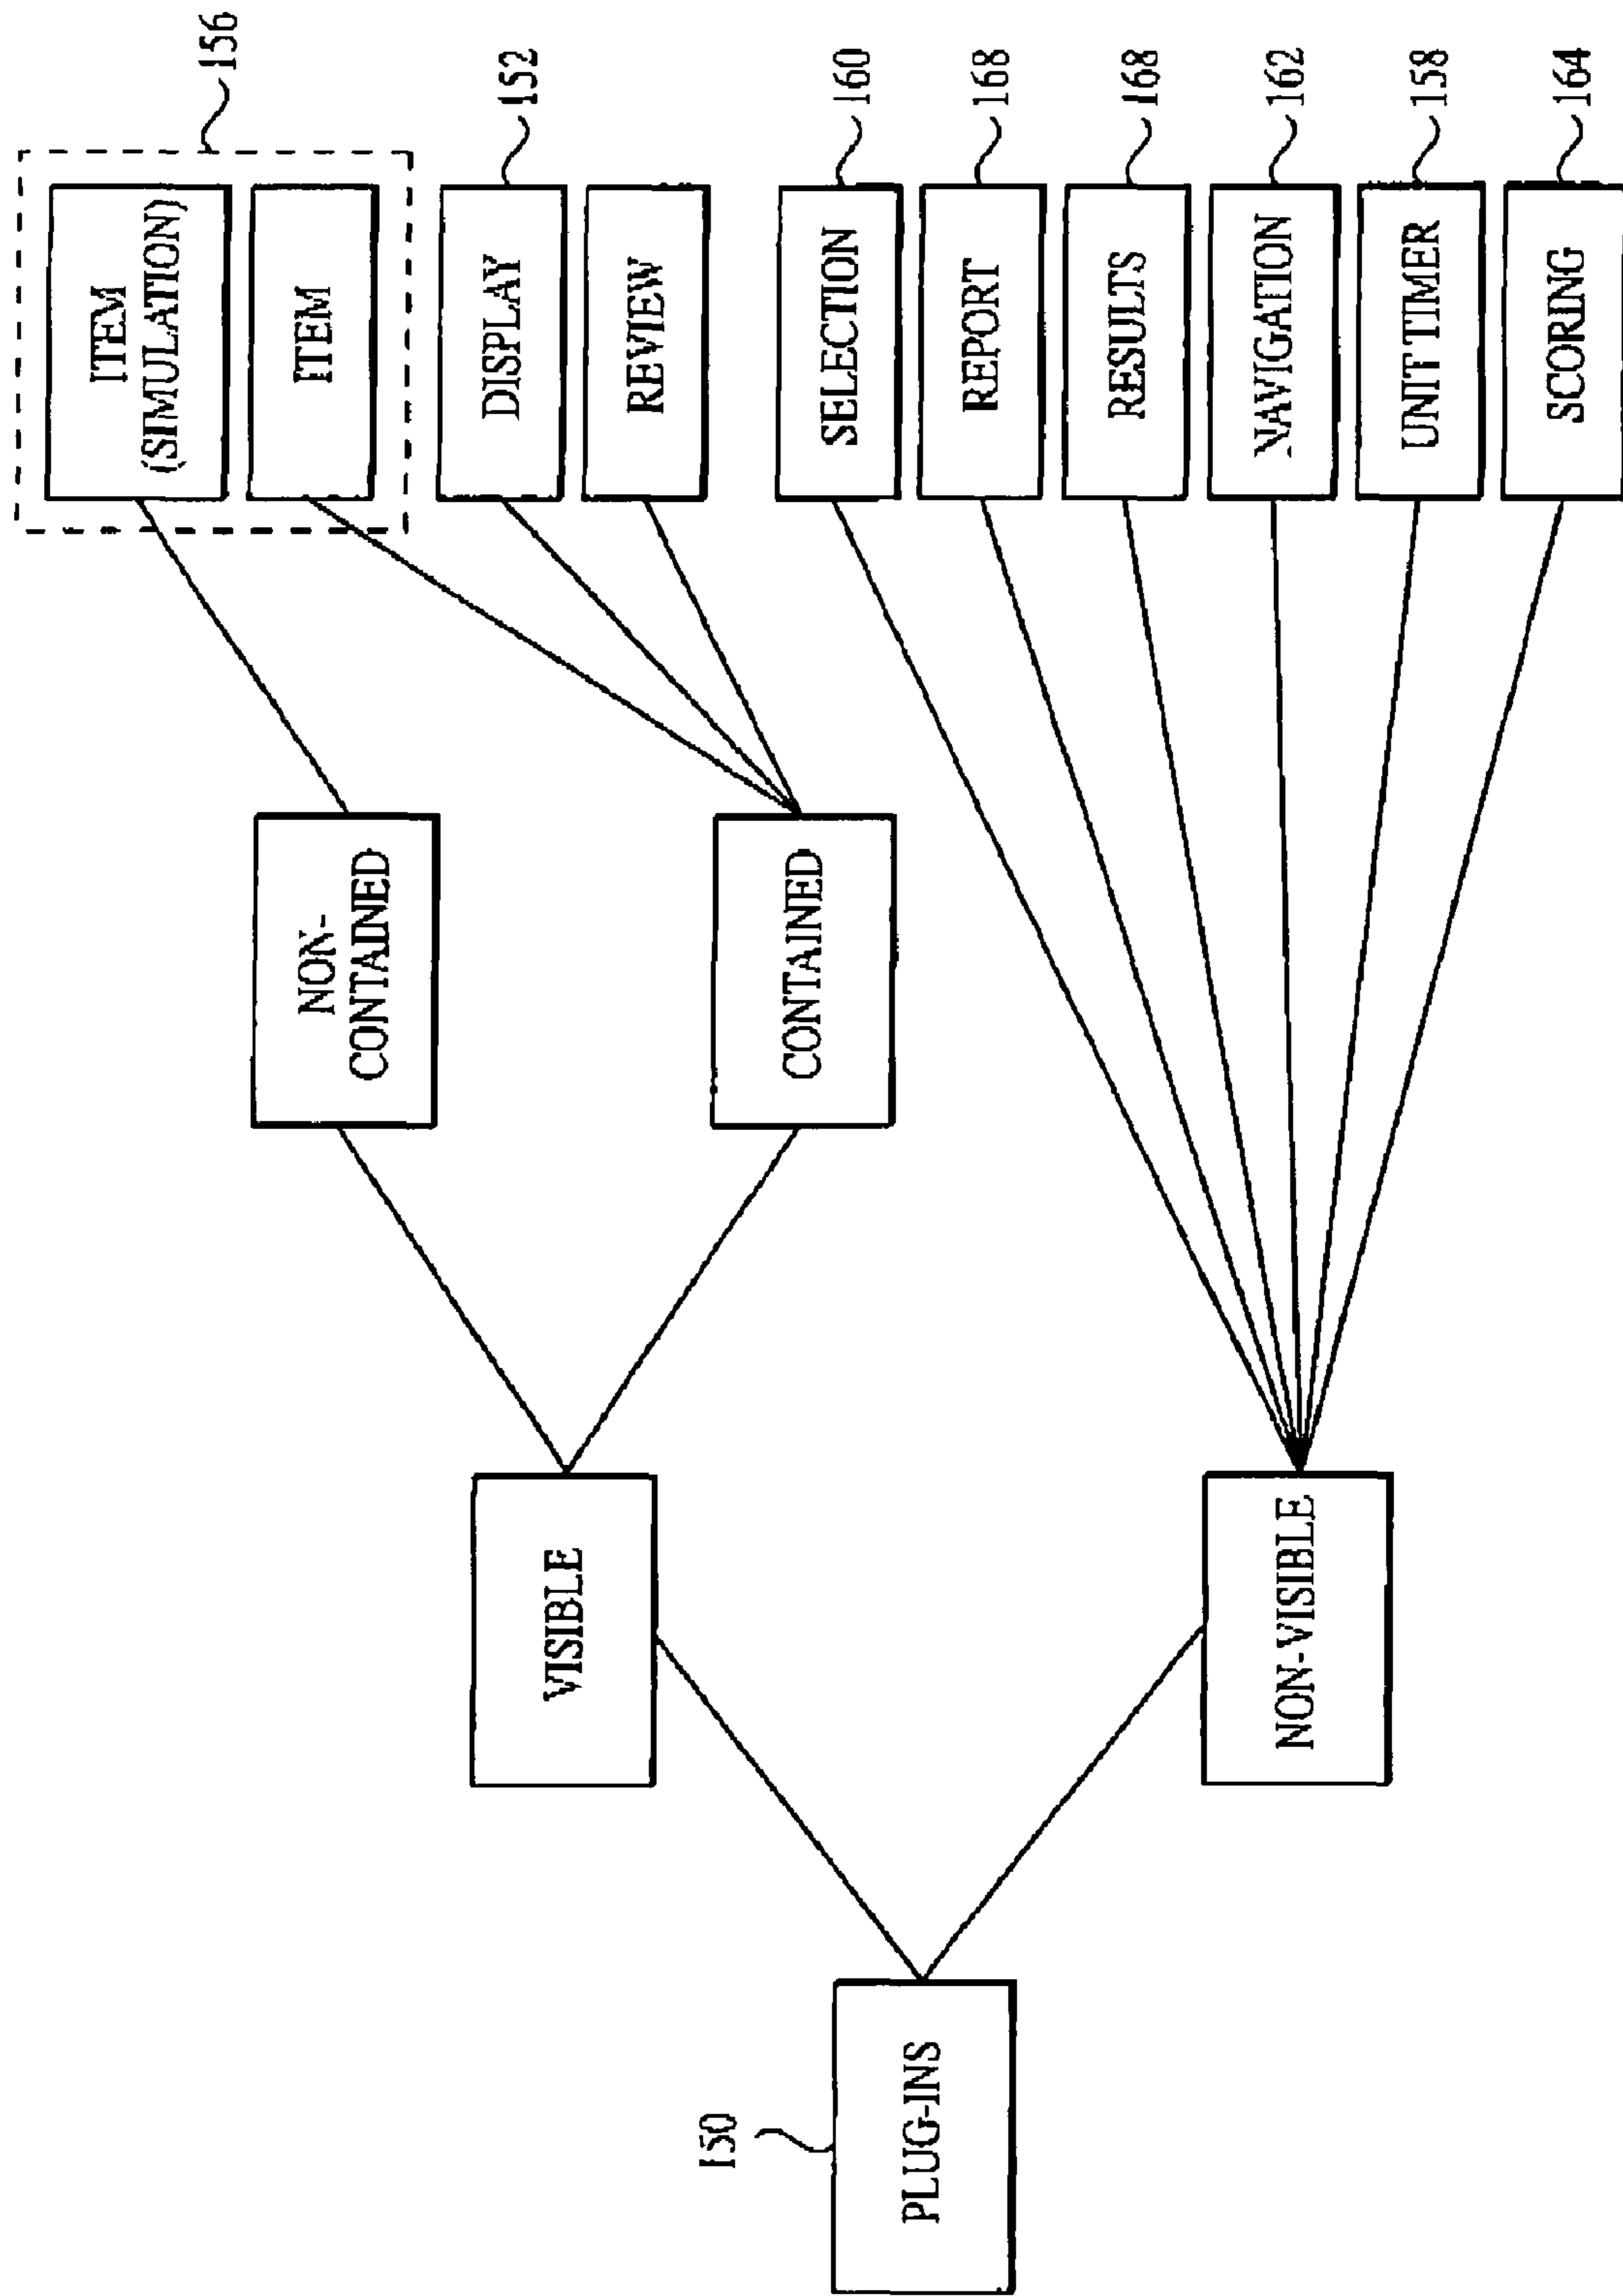 150
PLUG-INS
VISIBLE
NON-VISIBLE
NON-
CONTAINED
CONTAINED
ITEM
(SIMULATION)
156
ITEM
DISPLAY
152
REVIEW
SELECTION
160
REPORT
168
RESULTS
168
NAVIGATION
162
UNIT TIMER
158
SCORING
164